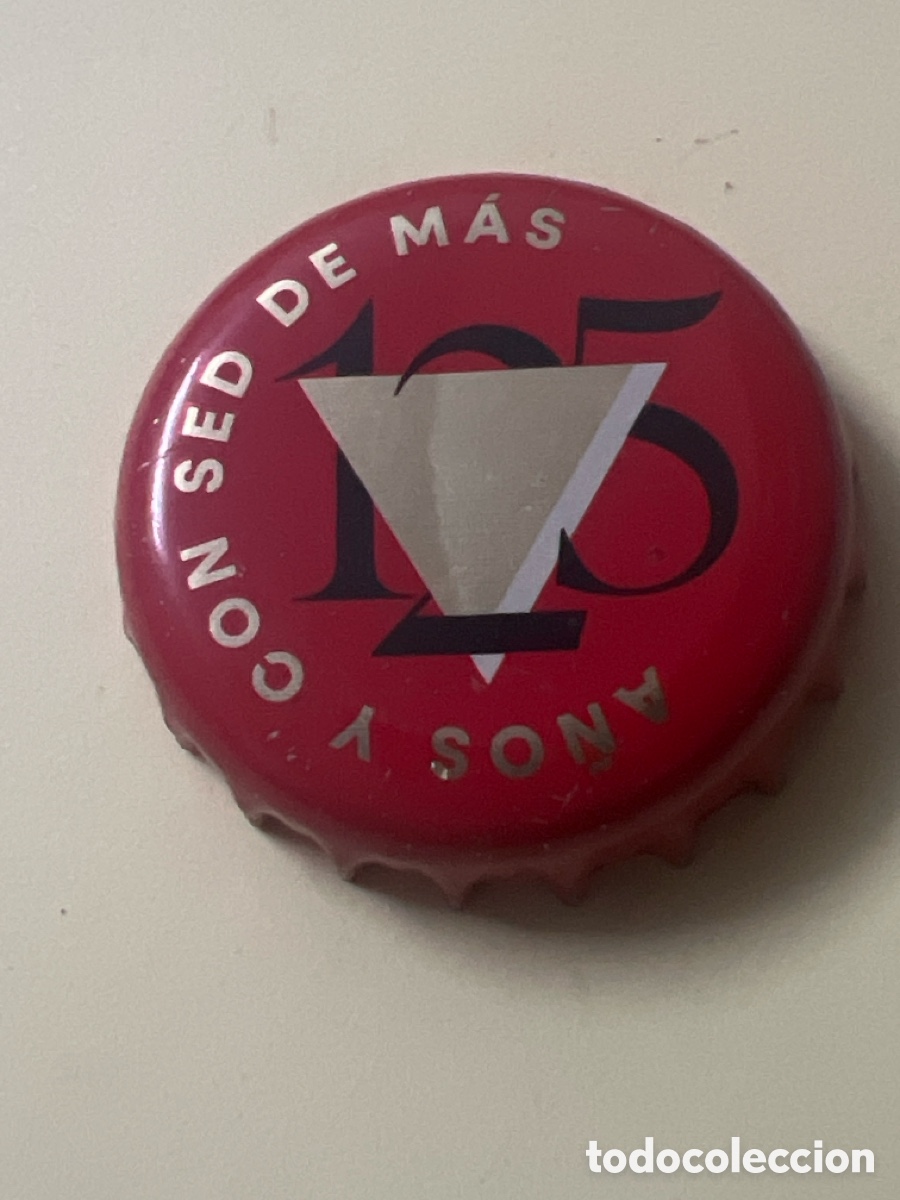 125
AÑOS Y CON SED DE MÁS
todocoleccion